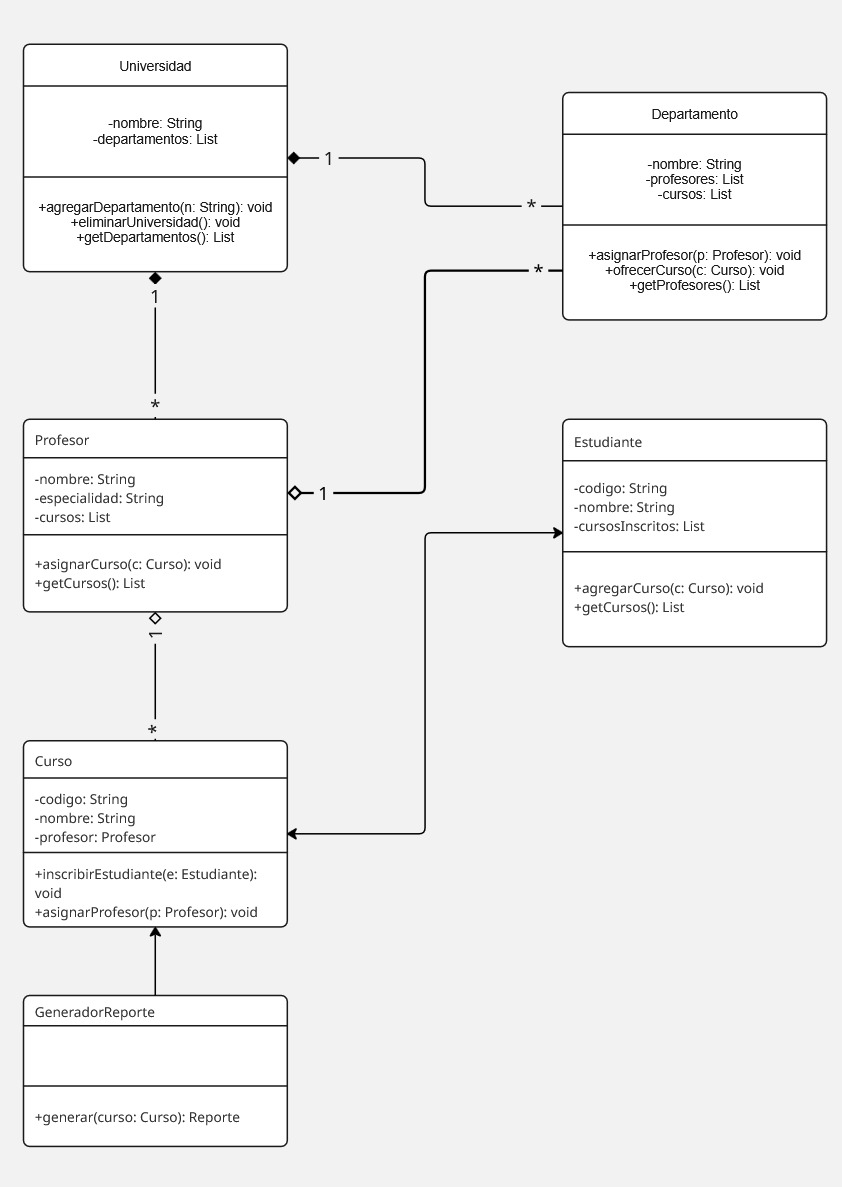 Universidad
-nombre: String
-departamentos: List
+agregarDepartamento(n: String): void
+eliminarUniversidad(): void
+getDepartamentos(): List
1
*
Departamento
-nombre: String
-profesores: List
-cursos: List
+asignarProfesor(p: Profesor): void
+ofrecerCurso(c: Curso): void
+getProfesores(): List
*
1
1
*
Profesor
-nombre: String
-especialidad: String
-cursos: List
+asignarCurso(c: Curso): void
+getCursos(): List
Estudiante
-codigo: String
-nombre: String
-cursosInscritos: List
+agregarCurso(c: Curso): void
+getCursos(): List
1
*
Curso
-codigo: String
-nombre: String
-profesor: Profesor
+inscribirEstudiante(e: Estudiante):
void
+asignarProfesor(p: Profesor): void
GeneradorReporte
+generar(curso: Curso): Reporte